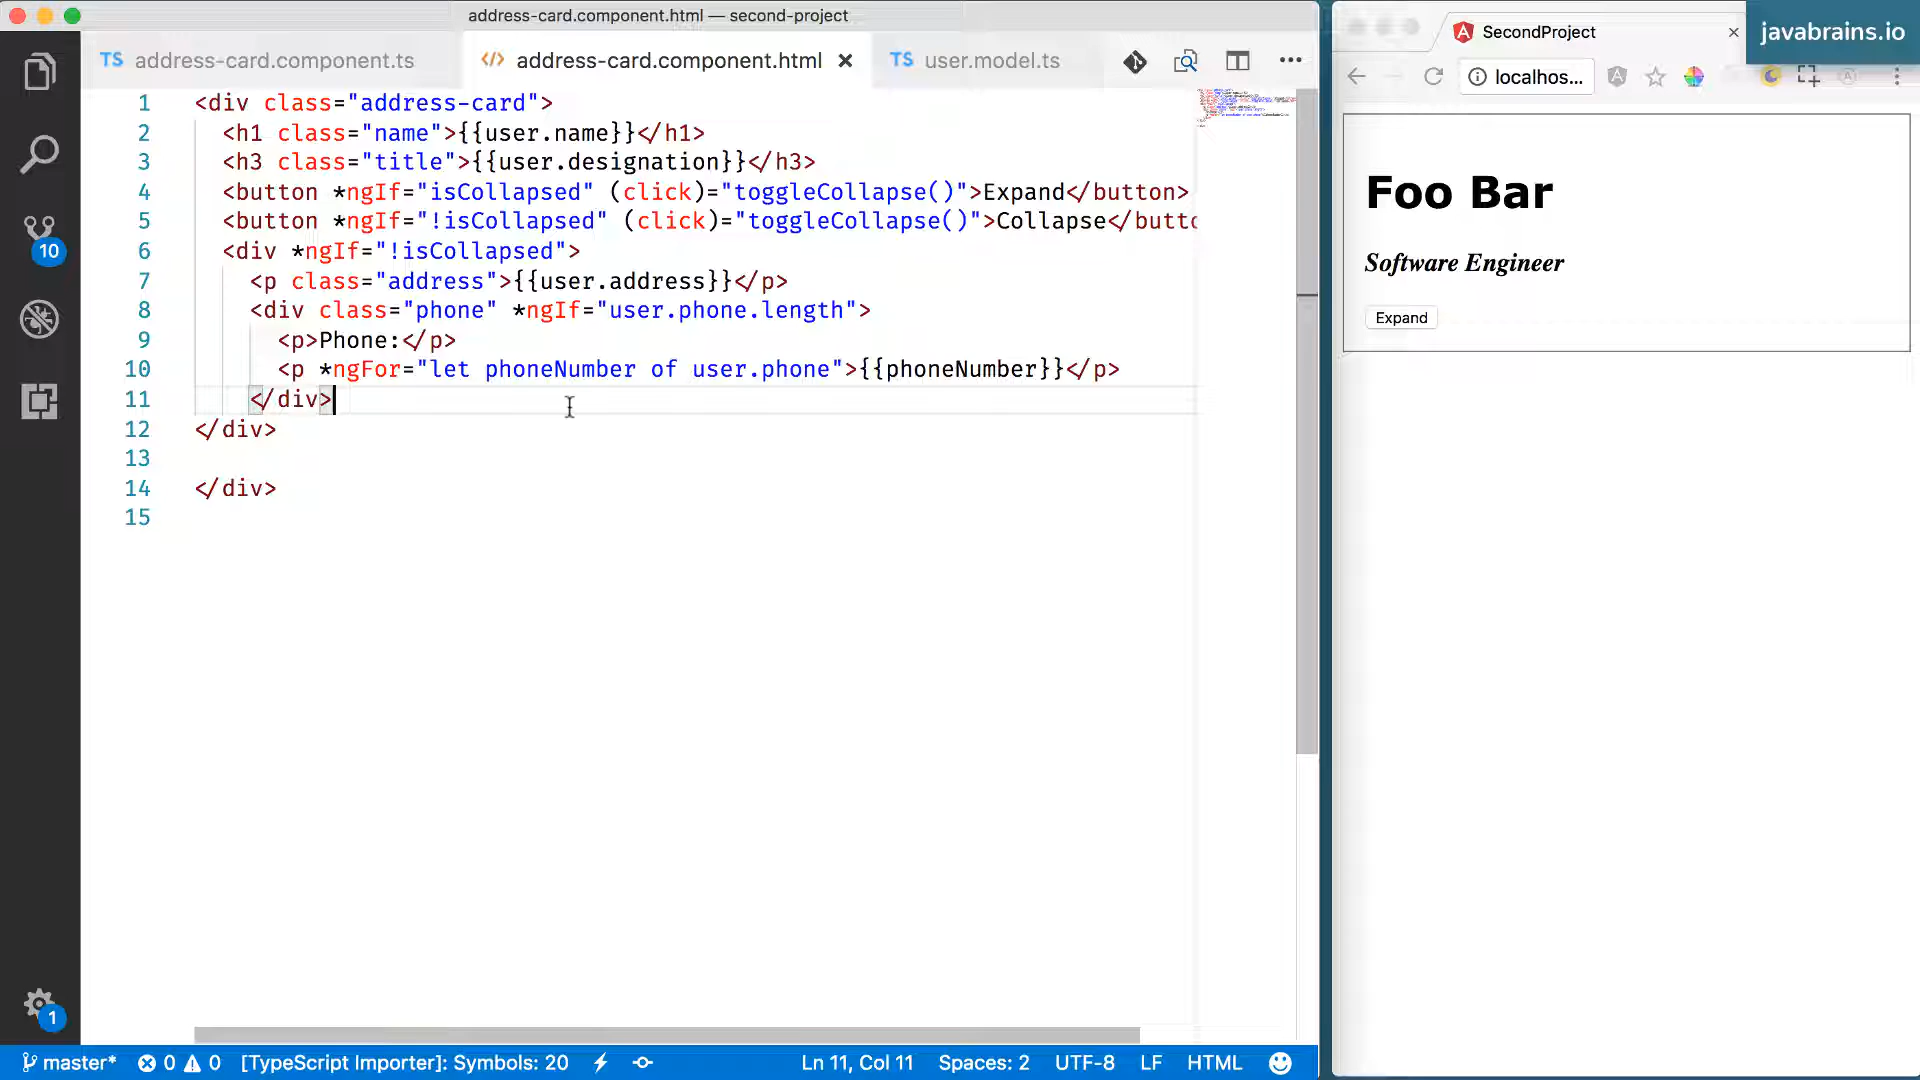 address-card.component.html — second-project
TS address-card.component.ts
</> address-card.component.html ×
TS user.model.ts
1 <div class="address-card">
2 <h1 class="name">{{user.name}}</h1>
3 <h3 class="title">{{user.designation}}</h3>
4 <button *ngIf="isCollapsed" (click)="toggleCollapse()">Expand</button>
5 <button *ngIf="!isCollapsed" (click)="toggleCollapse()">Collapse</butto
6 <div *ngIf="!isCollapsed">
7 <p class="address">{{user.address}}</p>
8 <div class="phone" *ngIf="user.phone.length">
9 <p>Phone:</p>
10 <p *ngFor="let phoneNumber of user.phone">{{phoneNumber}}</p>
11 </div>
12 </div>
13
14 </div>
15
10
1
master* 0 0 [TypeScript Importer]: Symbols: 20 Ln 11, Col 11 Spaces: 2 UTF-8 LF HTML
SecondProject ×
javabrains.io
localhos...
Foo Bar
Software Engineer
Expand